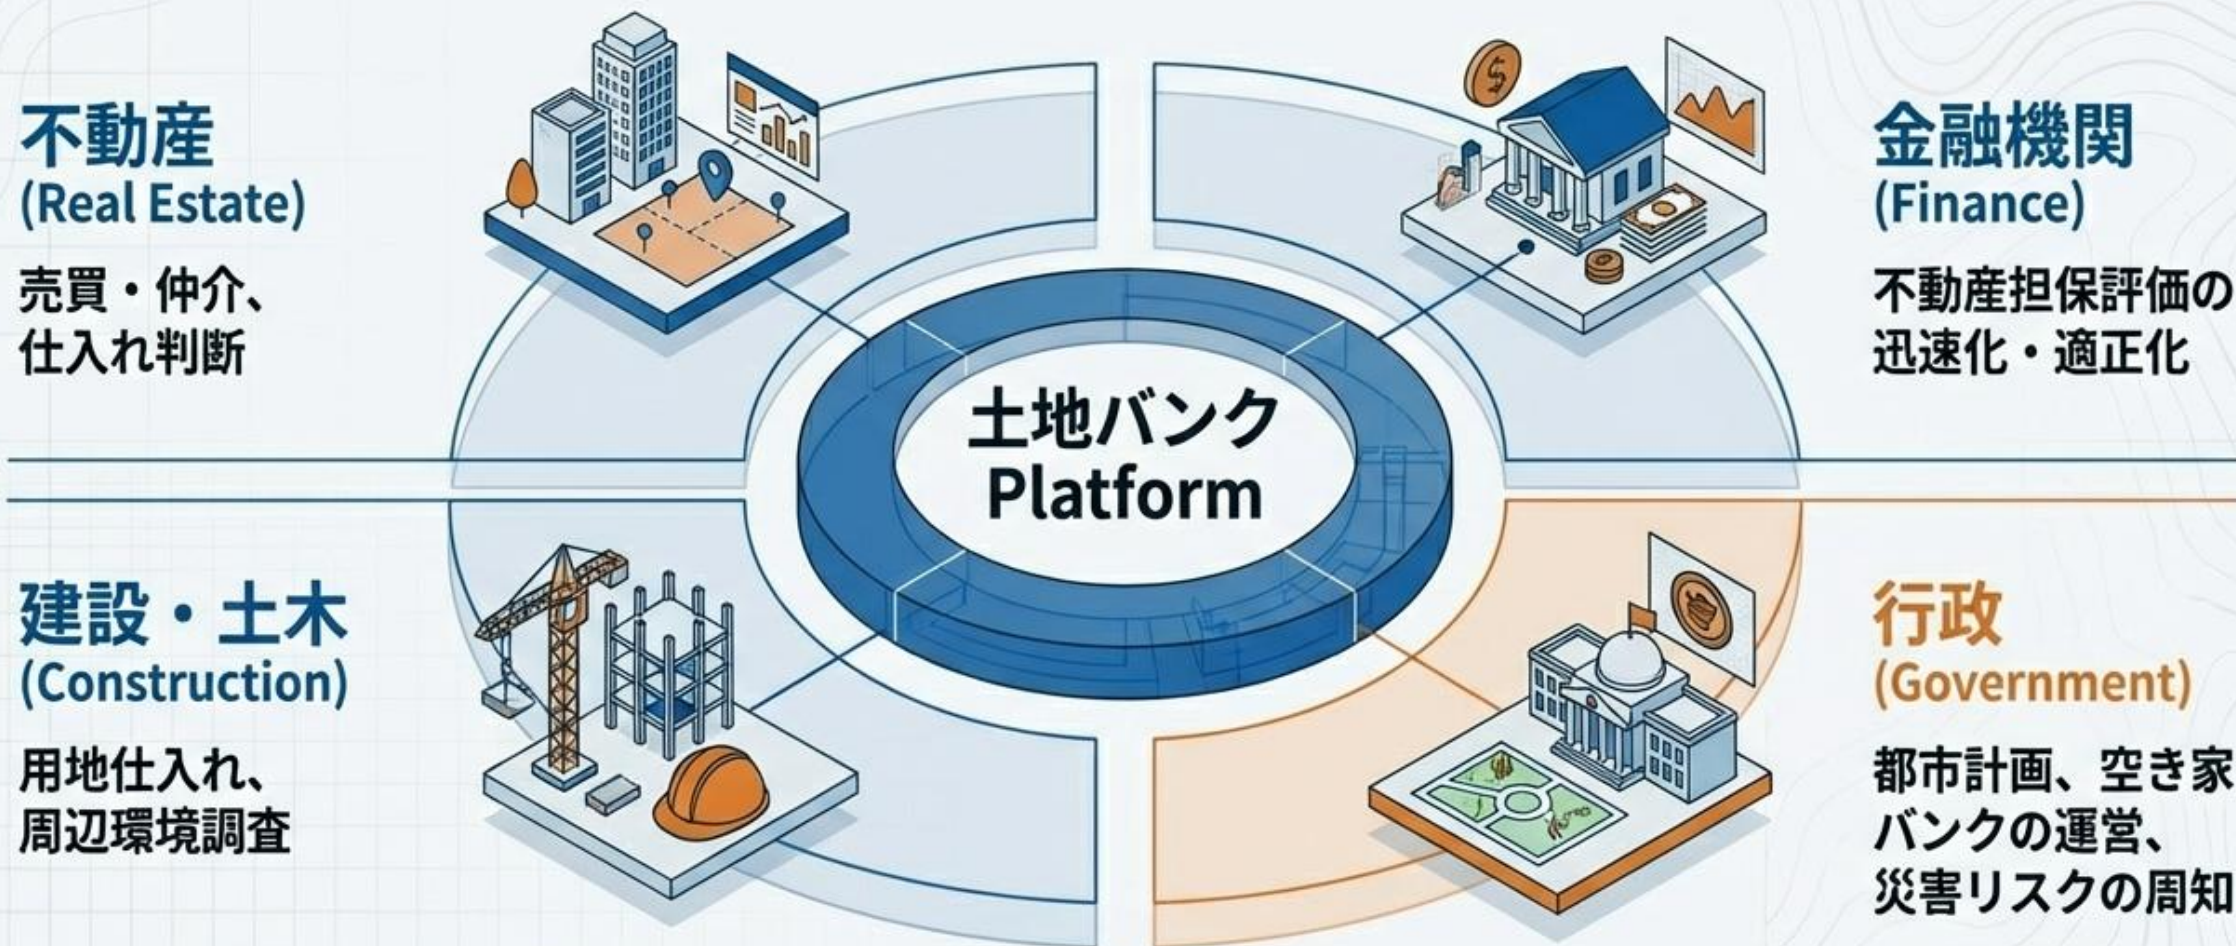 不動産
(Real Estate)
売買・仲介、
仕入れ判断
金融機関
(Finance)
不動産担保評価の
迅速化・適正化
土地バンク
Platform
建設・土木
(Construction)
用地仕入れ、
周辺環境調査
行政
(Government)
都市計画、空き家
バンクの運営、
災害リスクの周知